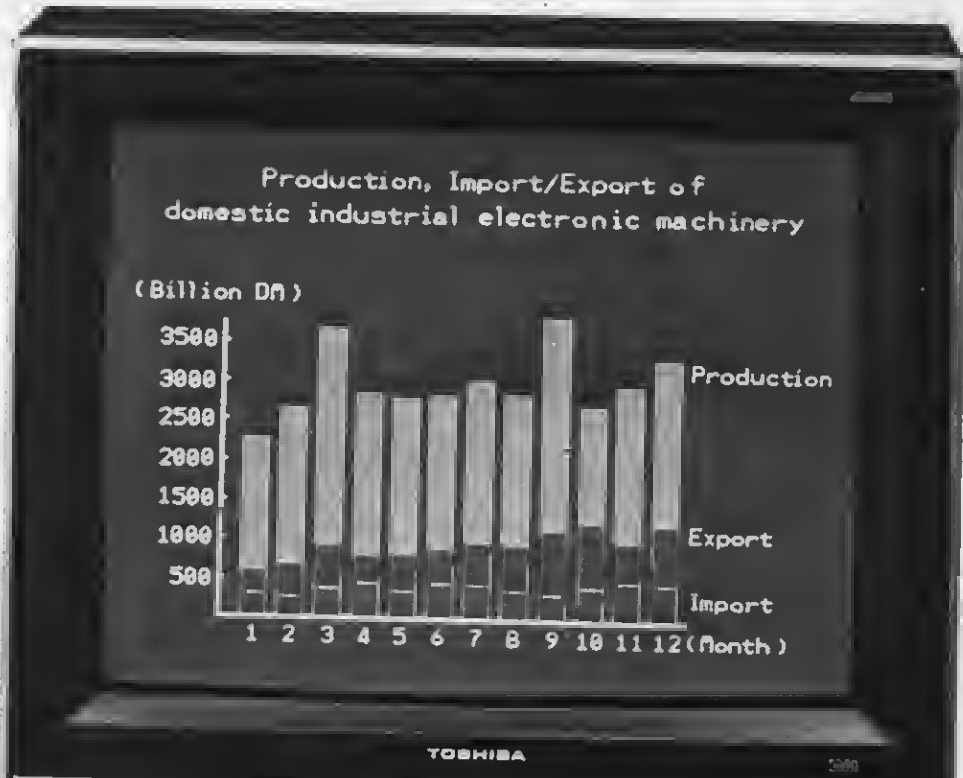 Production, Import/Export of
domestic industrial electronic machinery
(Billion DM)
3500
3000
2500
2000
1500
1000
500
Production
Export
Import
1 2 3 4 5 6 7 8 9 10 11 12 (Month)
TOSHIBA